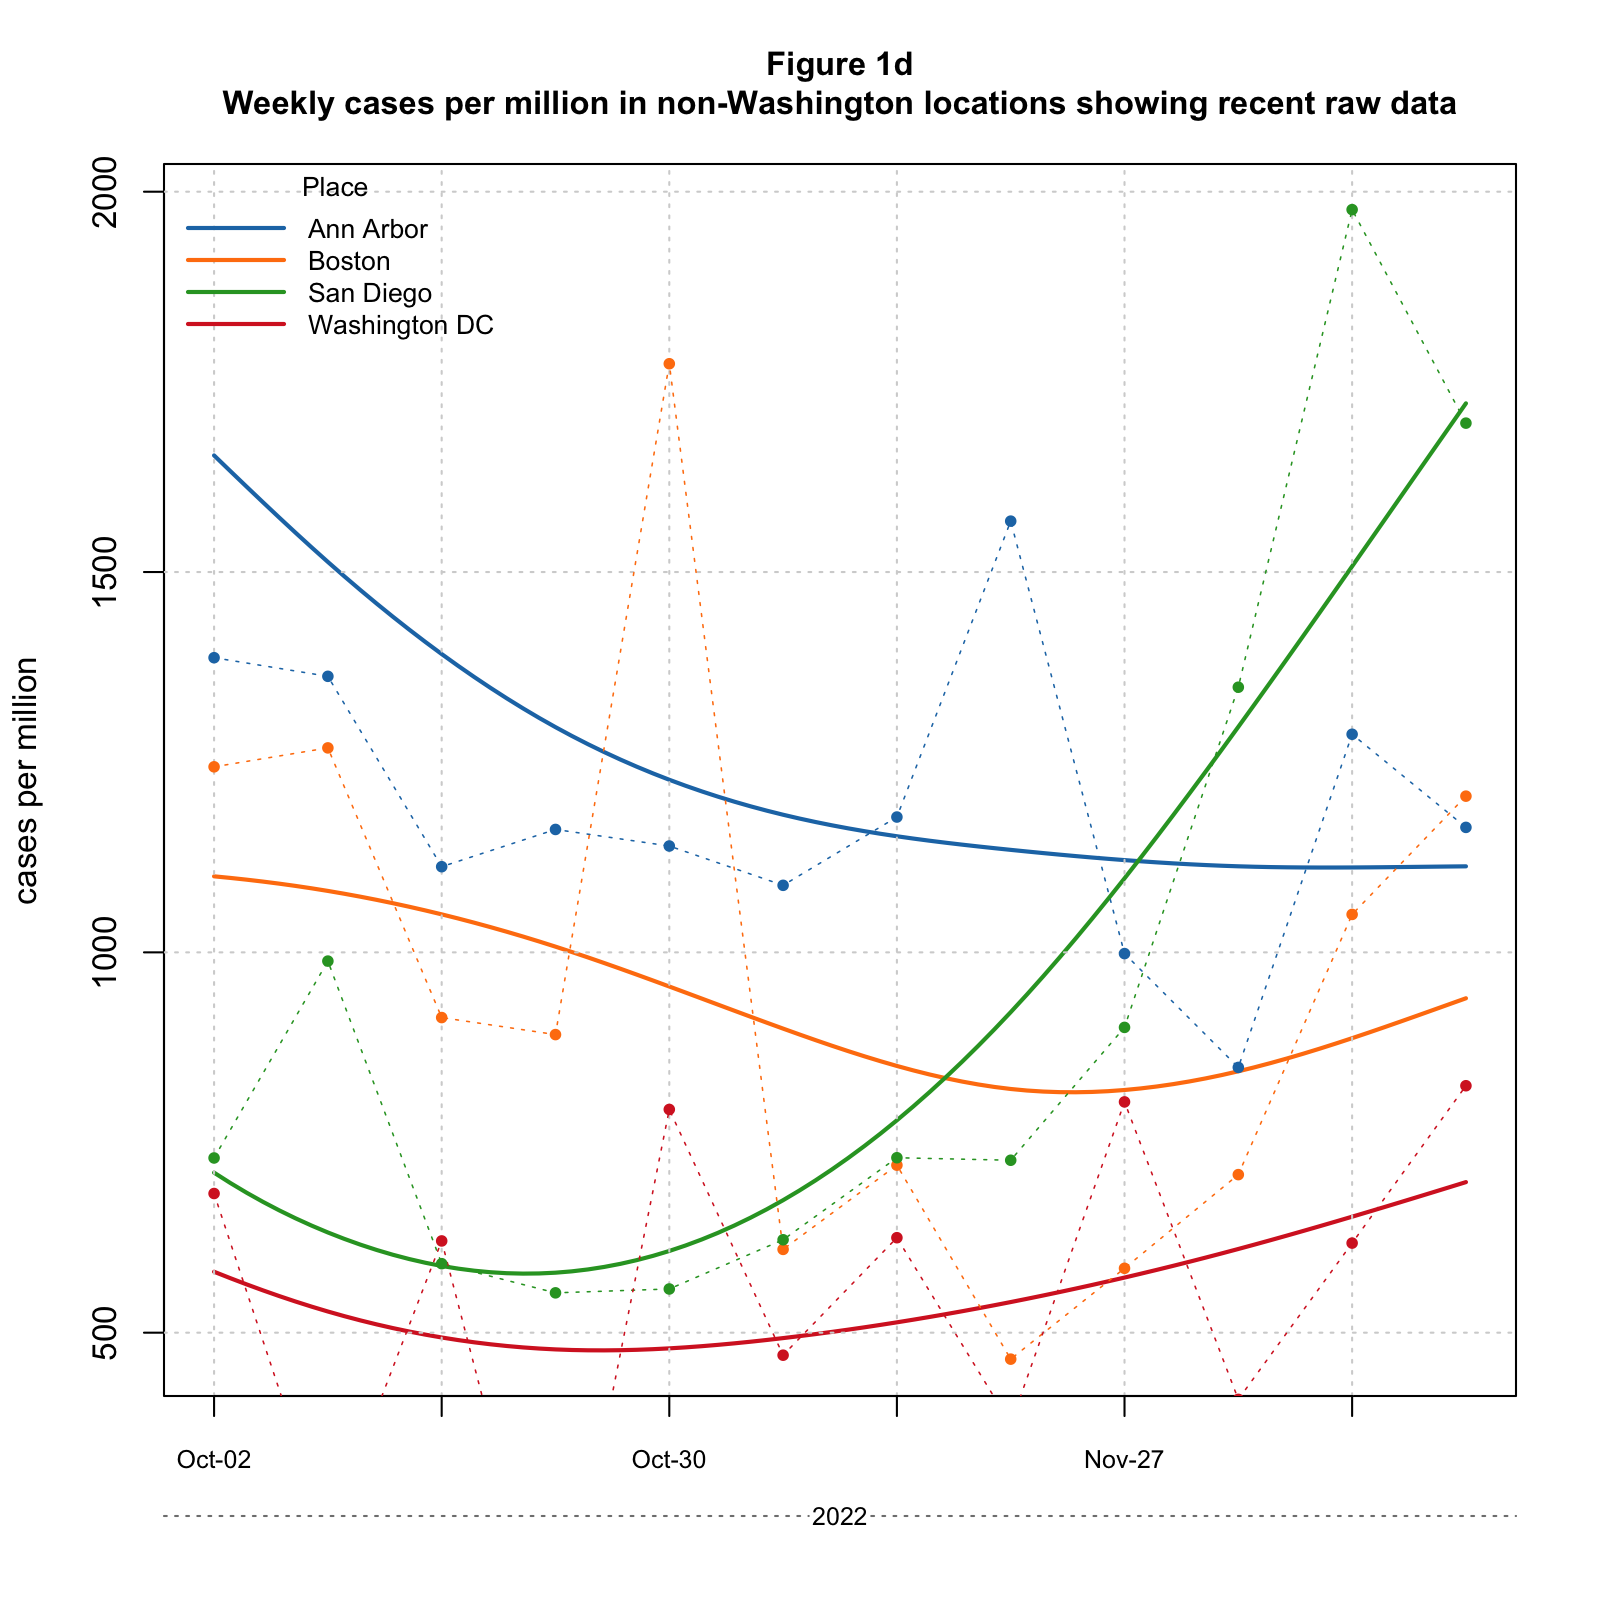 Figure 1d
Weekly cases per million in non-Washington locations showing recent raw data
Place
Ann Arbor
Boston
San Diego
Washington DC
cases per million
2000
1500
1000
500
Oct-02
Oct-30
Nov-27
2022